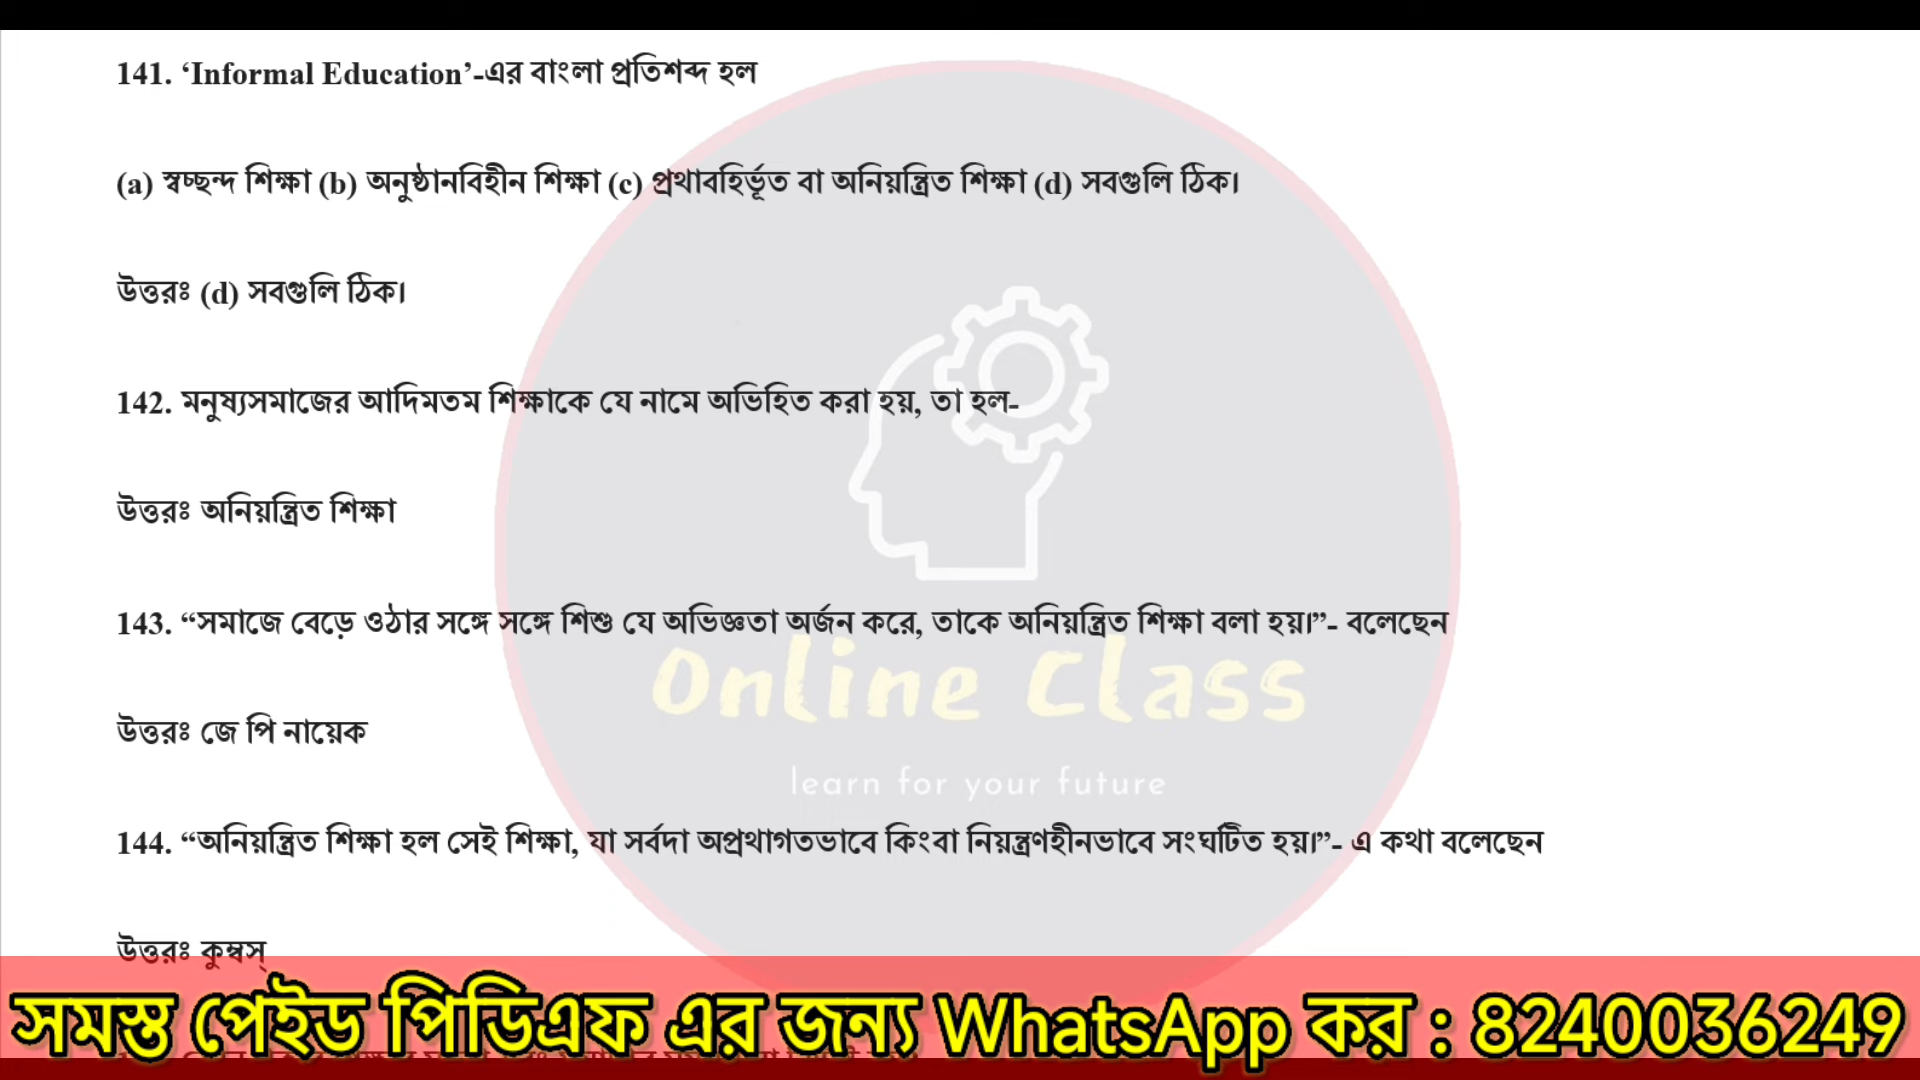 141. ‘Informal Education’-এর বাংলা প্রতিশব্দ হল
(a) স্বচ্ছন্দ শিক্ষা (b) অনুষ্ঠানবিহীন শিক্ষা (c) প্রথাবহির্ভূত বা অনিয়ন্ত্রিত শিক্ষা (d) সবগুলি ঠিক।
উত্তরঃ (d) সবগুলি ঠিক।
142. মনুষ্যসমাজের আদিমতম শিক্ষাকে যে নামে অভিহিত করা হয়, তা হল-
উত্তরঃ অনিয়ন্ত্রিত শিক্ষা
143. “সমাজে বেড়ে ওঠার সঙ্গে সঙ্গে শিশু যে অভিজ্ঞতা অর্জন করে, তাকে অনিয়ন্ত্রিত শিক্ষা বলা হয়।”- বলেছেন
Online Class
উত্তরঃ জে পি নায়েক
learn for your future
144. “অনিয়ন্ত্রিত শিক্ষা হল সেই শিক্ষা, যা সর্বদা অপ্রথাগতভাবে কিংবা নিয়ন্ত্রণহীনভাবে সংঘটিত হয়।”- এ কথা বলেছেন
উত্তরঃ কুম্বস্
সমস্ত পেইড পিডিএফ এর জন্য WhatsApp কর : 8240036249